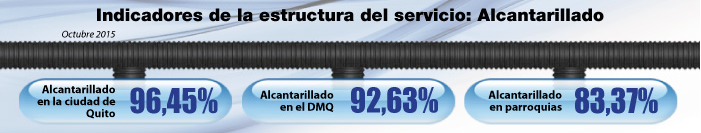 Indicadores de la estructura del servicio: Alcantarillado
Octubre 2015
Alcantarillado
en la ciudad de
Quito
96,45%
Alcantarillado
en el DMQ
92,63%
Alcantarillado
en parroquias
83,37%